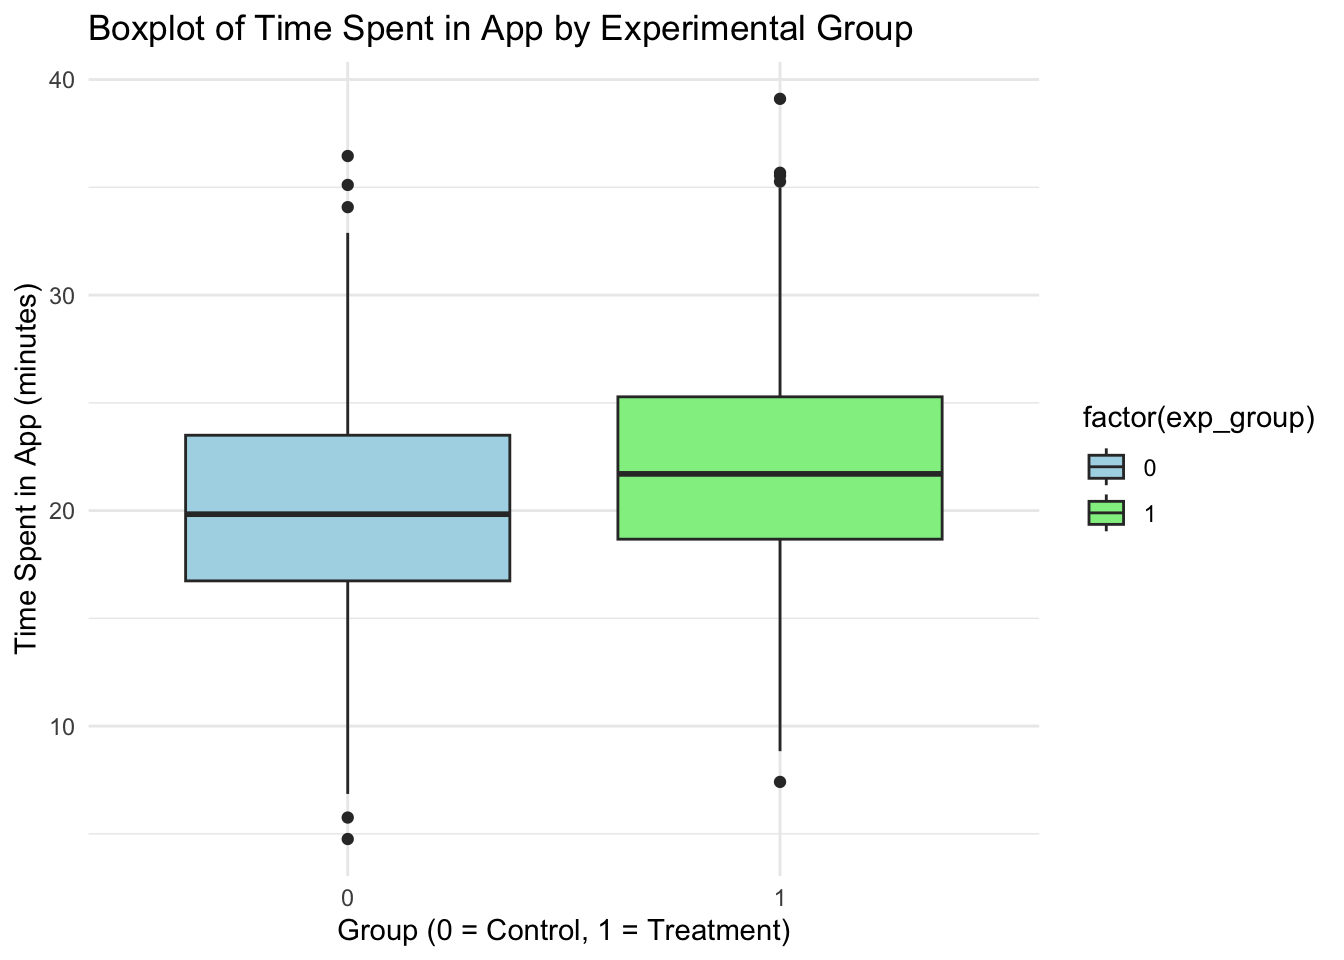 Boxplot of Time Spent in App by Experimental Group
Time Spent in App (minutes)
40
30
20
10
0
1
Group (0 = Control, 1 = Treatment)
factor(exp_group)
0
1